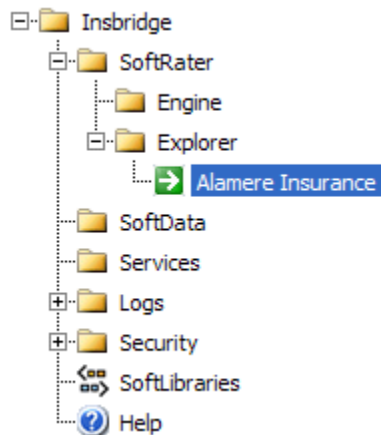 Insbridge
SoftRater
Engine
Explorer
Alamere Insurance
SoftData
Services
Logs
Security
SoftLibraries
Help